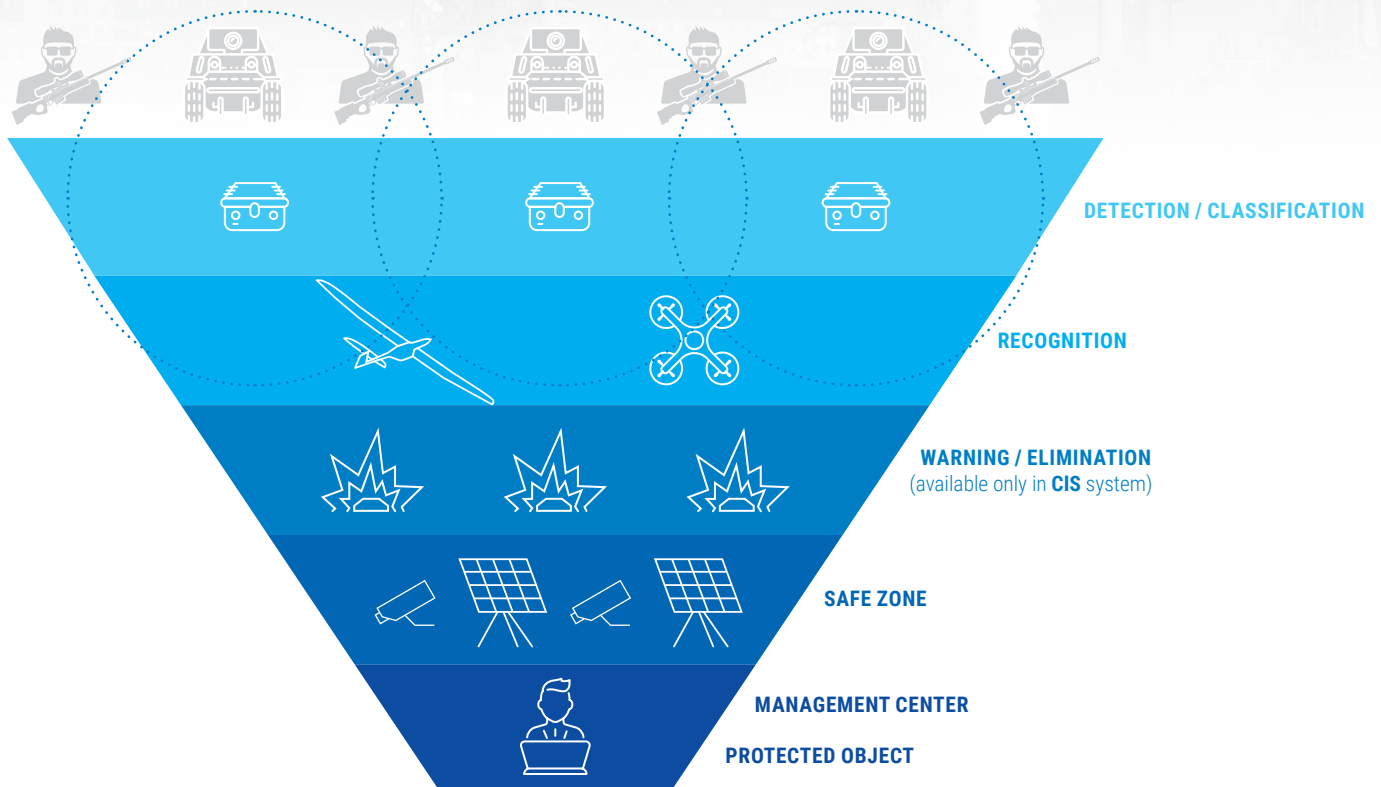 DETECTION / CLASSIFICATION
RECOGNITION
WARNING / ELIMINATION
(available only in CIS system)
SAFE ZONE
MANAGEMENT CENTER
PROTECTED OBJECT